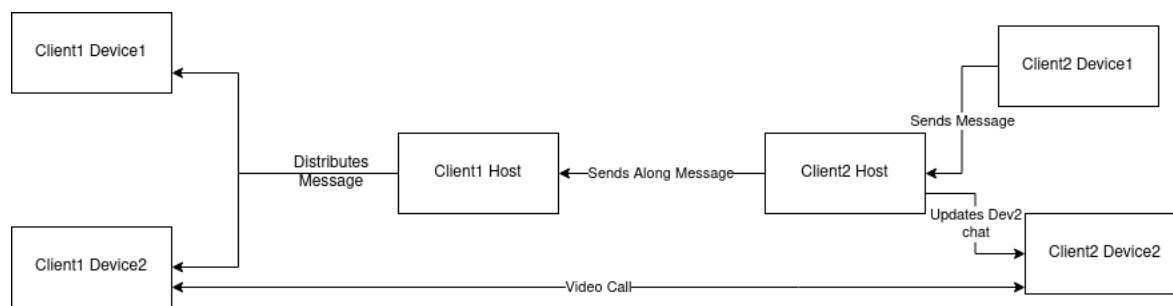 Client1 Device1
Client2 Device1
Sends Message
Distributes
Message
Client1 Host
Sends Along Message
Client2 Host
Updates Dev2
chat
Client1 Device2
Client2 Device2
Video Call